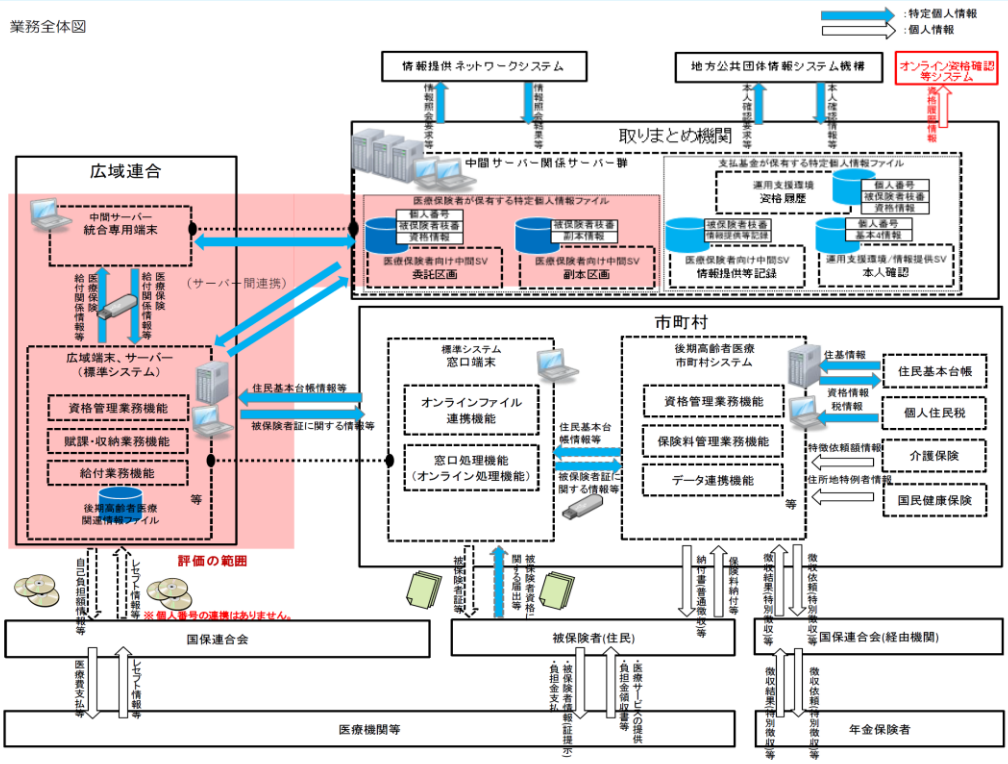 業務全体図
：特定個人情報
：個人情報
情報提供ネットワークシステム
地方公共団体情報システム機構
オンライン資格確認
等システム
情報照会要求等
情報照会結果等
本人確認要求等
本人確認情報等
資格履歴情報
取りまとめ機関
中間サーバー関係サーバー群
医療保険者が保有する特定個人情報ファイル
個人番号
被保険者枝番
資格情報
医療保険者向け中間SV
委託区画
被保険者枝番
副本情報
医療保険者向け中間SV
副本区画
支払基金が保有する特定個人情報ファイル
運用支援環境
資格履歴
個人番号
被保険者枝番
資格情報
被保険者枝番
情報提供等記録
医療保険者向け中間SV
情報提供等記録
個人番号
基本4情報
運用支援環境/情報提供SV
本人確認
広域連合
中間サーバー
統合専用端末
医療保険
給付関係情報等
医療保険
給付関係情報等
（サーバー間連携）
広域端末、サーバー
（標準システム）
資格管理業務機能
賦課・収納業務機能
給付業務機能
等
後期高齢者医療
関連情報ファイル
評価の範囲
住民基本台帳情報等
被保険者証に関する情報等
市町村
標準システム
窓口端末
オンラインファイル
連携機能
窓口処理機能
（オンライン処理機能）
住民基本台
帳情報等
被保険者証に
関する情報等
後期高齢者医療
市町村システム
資格管理業務機能
保険料管理業務機能
データ連携機能
等
住基情報
資格情報
税情報
特徴依頼額情報
住所地特例者情報
住民基本台帳
個人住民税
介護保険
国民健康保険
自己負担額情報等
レセプト情報等
※個人番号の連携はありません。
被保険者証等
被保険者資格に
関する届出等
納付書(普通徴収)等
保険料納付等
徴収結果(特別徴収)等
徴収依頼(特別徴収)等
国保連合会
被保険者(住民)
国保連合会(経由機関)
医療費支払等
レセプト情報等
・被保険者情報(証提示)
・負担金支払
・医療サービスの提供
・負担金領収書等
徴収結果(特別徴収)等
徴収依頼(特別徴収)等
医療機関等
年金保険者